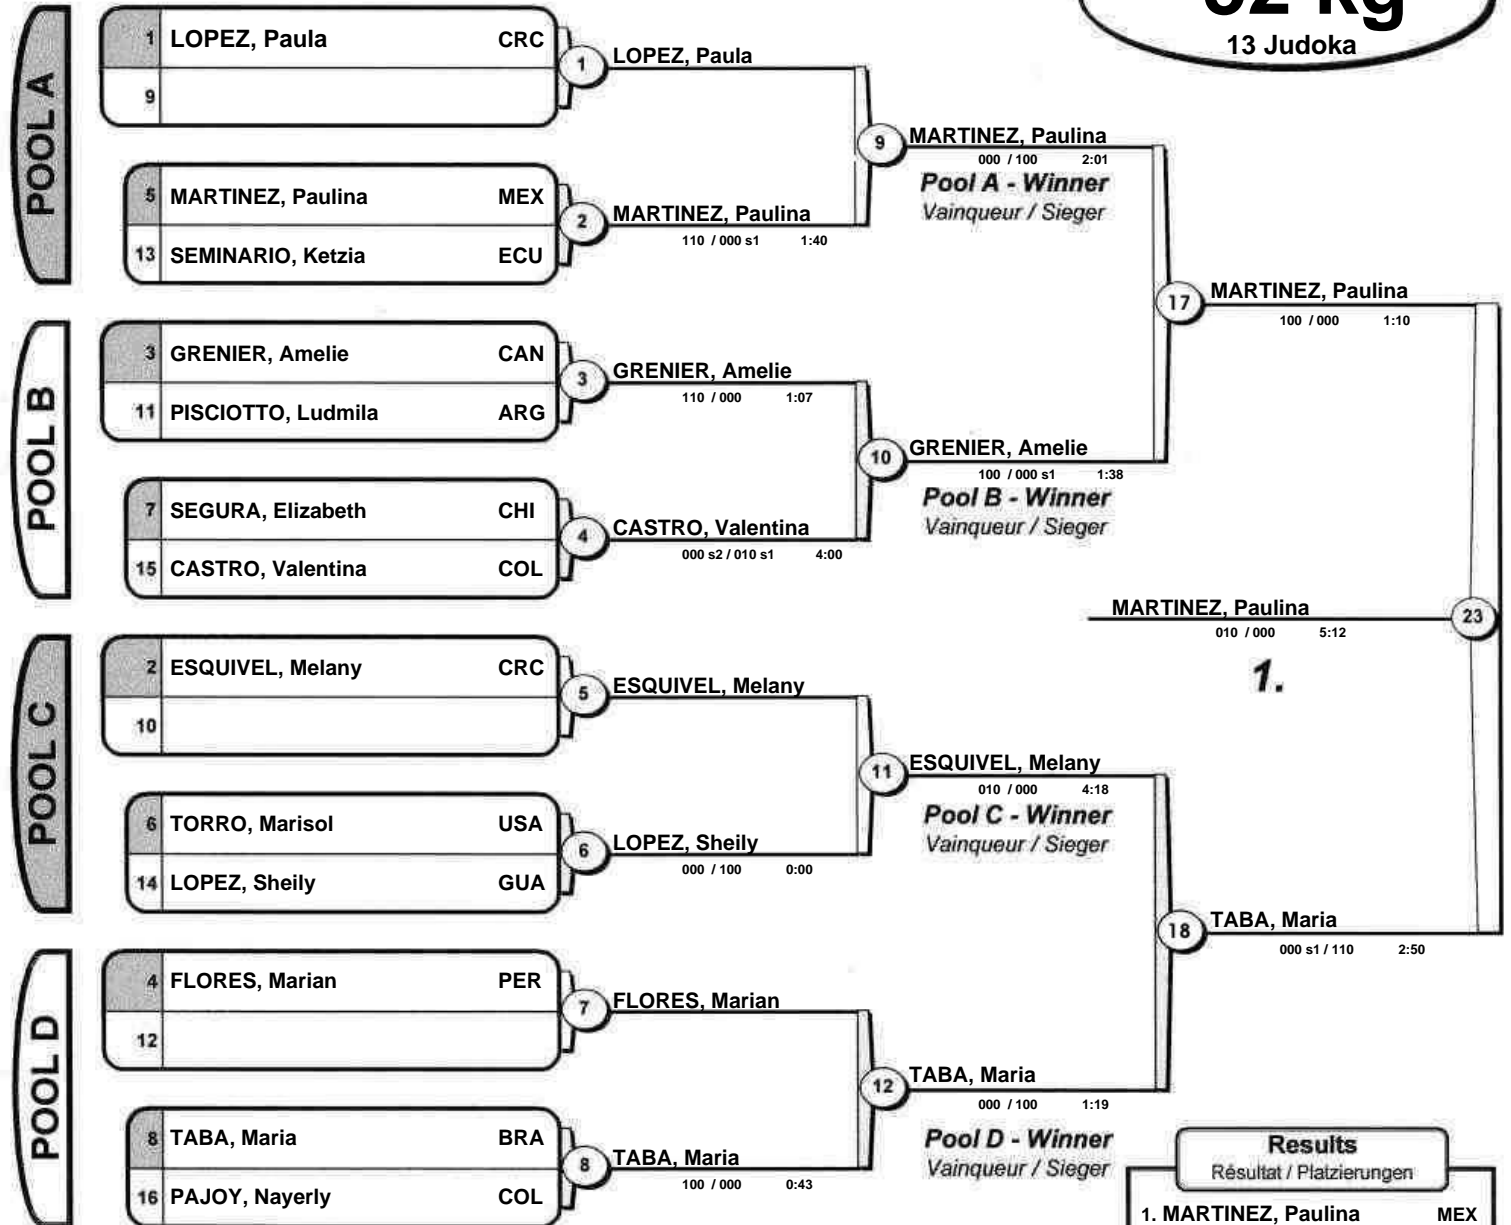 52 kg
13 Judoka
POOL A
1 LOPEZ, Paula CRC
9
5 MARTINEZ, Paulina MEX
13 SEMINARIO, Ketzia ECU
1 LOPEZ, Paula
2 MARTINEZ, Paulina
110 / 000 s1 1:40
9 MARTINEZ, Paulina
000 / 100 2:01
Pool A - Winner
Vainqueur / Sieger
POOL B
3 GRENIER, Amelie CAN
11 PISCIOTTO, Ludmila ARG
7 SEGURA, Elizabeth CHI
15 CASTRO, Valentina COL
3 GRENIER, Amelie
110 / 000 1:07
4 CASTRO, Valentina
000 s2 / 010 s1 4:00
10 GRENIER, Amelie
100 / 000 s1 1:38
Pool B - Winner
Vainqueur / Sieger
17 MARTINEZ, Paulina
100 / 000 1:10
POOL C
2 ESQUIVEL, Melany CRC
10
6 TORRO, Marisol USA
14 LOPEZ, Sheily GUA
5 ESQUIVEL, Melany
6 LOPEZ, Sheily
000 / 100 0:00
11 ESQUIVEL, Melany
010 / 000 4:18
Pool C - Winner
Vainqueur / Sieger
POOL D
4 FLORES, Marian PER
12
8 TABA, Maria BRA
16 PAJOY, Nayerly COL
7 FLORES, Marian
8 TABA, Maria
100 / 000 0:43
12 TABA, Maria
000 / 100 1:19
Pool D - Winner
Vainqueur / Sieger
18 TABA, Maria
000 s1 / 110 2:50
MARTINEZ, Paulina 23
010 / 000 5:12
1.
Results
Résultat / Platzierungen
1. MARTINEZ, Paulina MEX